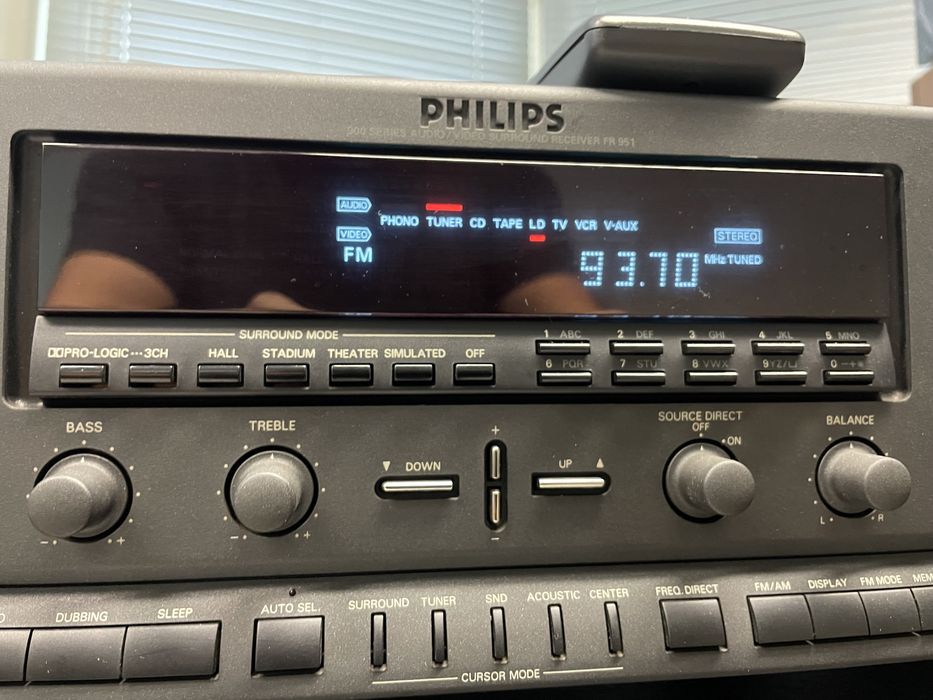 PHILIPS
900 SERIES AUDIO/VIDEO SURROUND RECEIVER FR 951
AUDIO
PHONO TUNER CD TAPE LD TV VCR V-AUX
VIDEO
STEREO
FM 93.70 MHz TUNED
SURROUND MODE
PRO-LOGIC···3CH HALL STADIUM THEATER SIMULATED OFF
1 ABC 2 DEF 3 GHI 4 JKL 5 MNO
6 PQR 7 STU 8 VWX 9 YZ/␣ 0 —+*
BASS TREBLE + SOURCE DIRECT BALANCE
OFF
ON
▼ DOWN UP ▲
- + - + - L R
DUBBING SLEEP AUTO SEL. SURROUND TUNER SND ACOUSTIC CENTER FREQ. DIRECT FM/AM DISPLAY FM MODE
CURSOR MODE